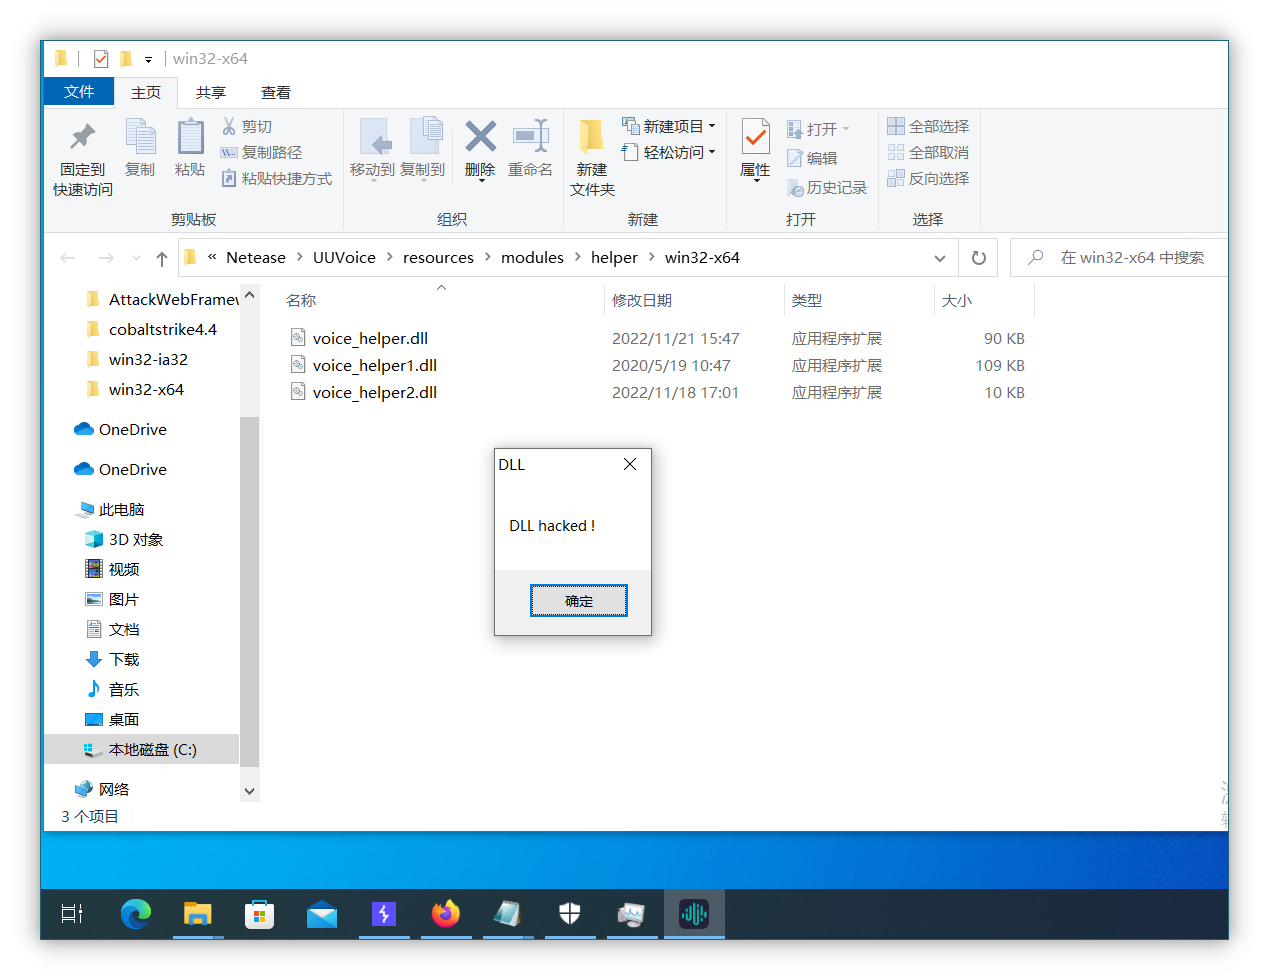 win32-x64
文件 主页 共享 查看
固定到快速访问
复制
粘贴
剪切
复制路径
粘贴快捷方式
剪贴板
移动到
复制到
删除
重命名
组织
新建文件夹
新建项目
轻松访问
新建
属性
打开
编辑
历史记录
打开
全部选择
全部取消
反向选择
选择
« Netease > UUVoice > resources > modules > helper > win32-x64
在 win32-x64 中搜索
AttackWebFramew
cobaltstrike4.4
win32-ia32
win32-x64
OneDrive
OneDrive
此电脑
3D 对象
视频
图片
文档
下载
音乐
桌面
本地磁盘 (C:)
网络
名称 修改日期 类型 大小
voice_helper.dll 2022/11/21 15:47 应用程序扩展 90 KB
voice_helper1.dll 2020/5/19 10:47 应用程序扩展 109 KB
voice_helper2.dll 2022/11/18 17:01 应用程序扩展 10 KB
DLL
DLL hacked !
确定
3 个项目